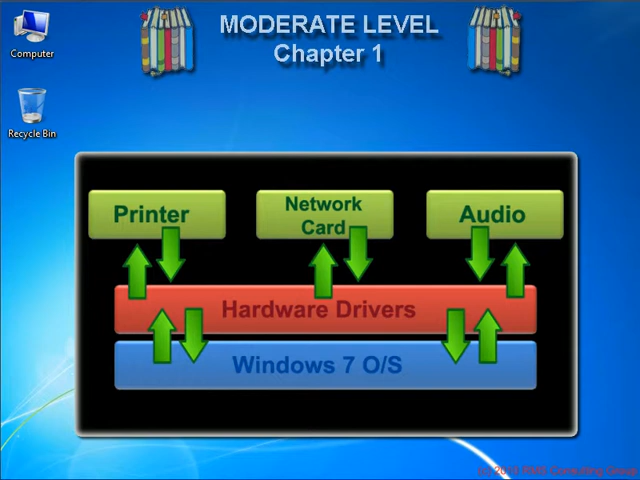 MODERATE LEVEL
Chapter 1
Computer
Recycle Bin
Printer
Network
Card
Audio
Hardware Drivers
Windows 7 O/S
Consulting Group